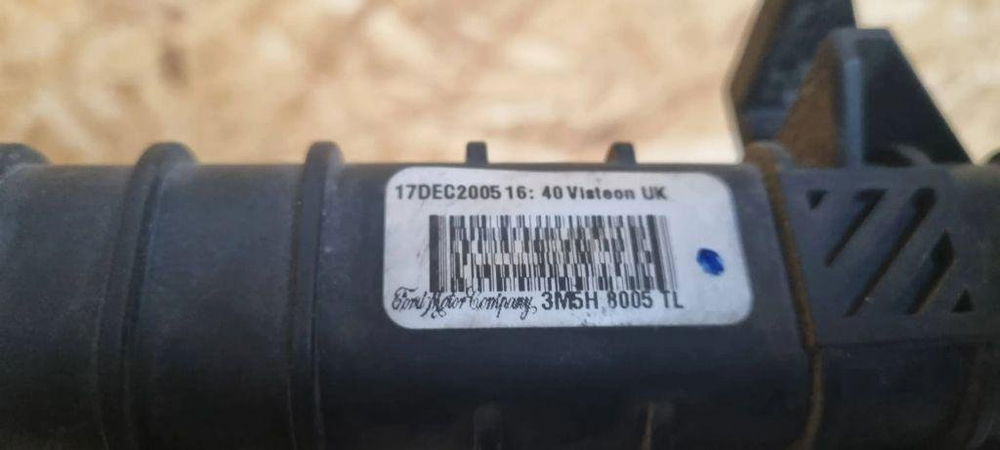 17DEC2005 16: 40 Visteon UK
Ford Motor Company 3M5H 8005 TL